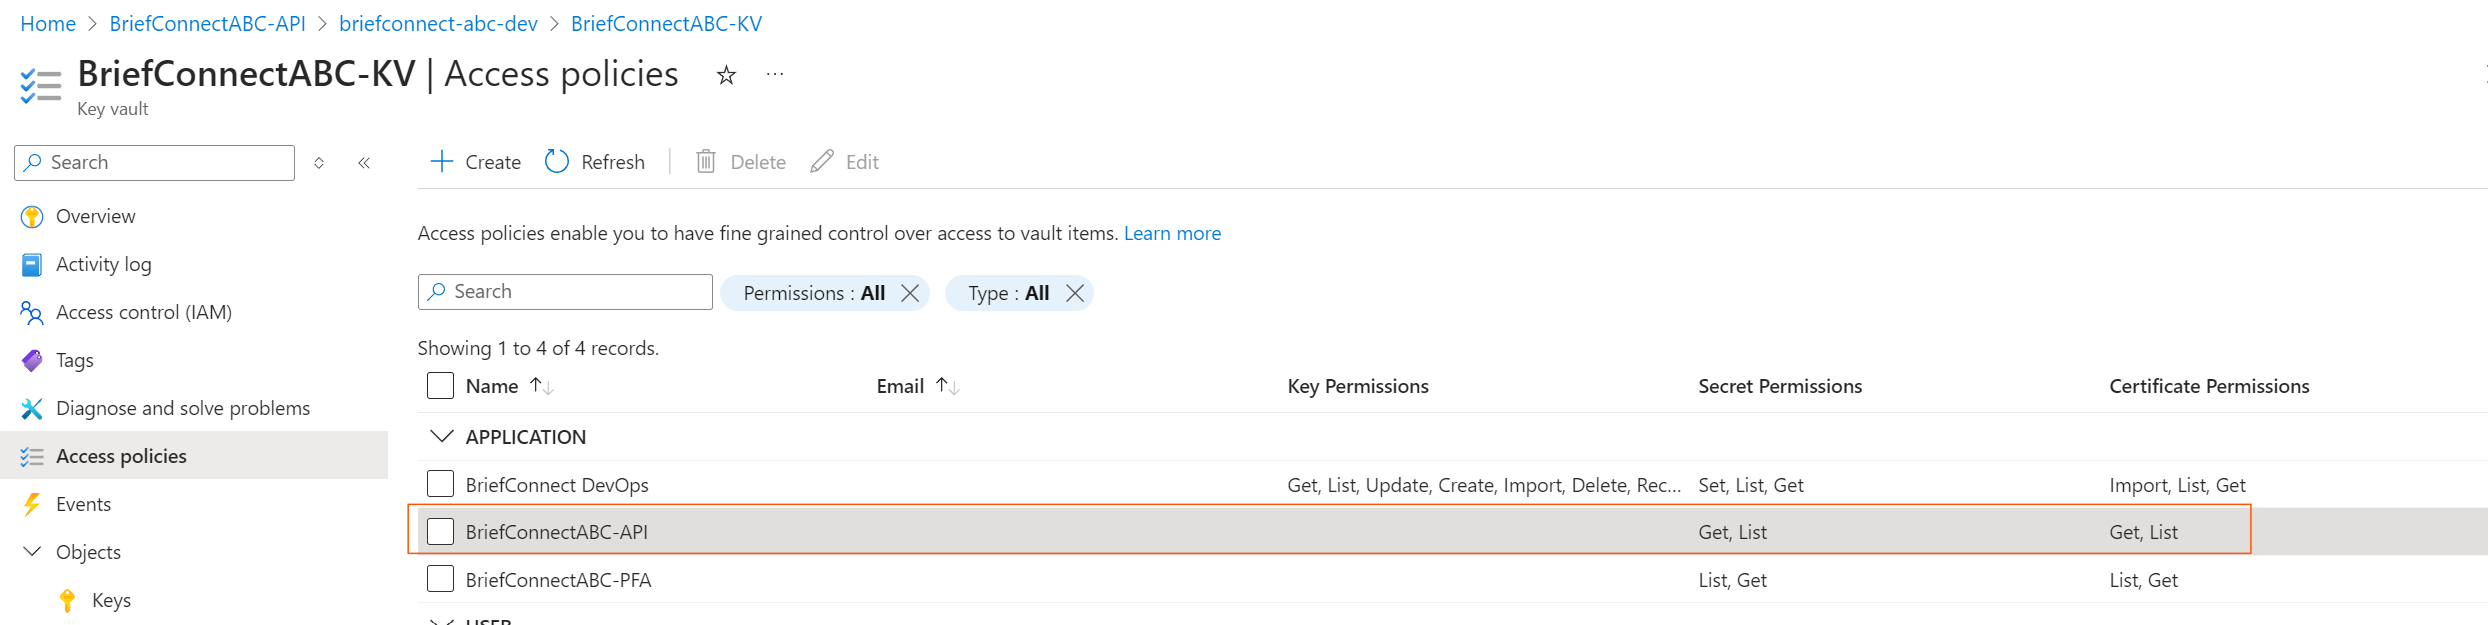 Home > BriefConnectABC-API > briefconnect-abc-dev > BriefConnectABC-KV
BriefConnectABC-KV | Access policies
Key vault
Search
Overview
Activity log
Access control (IAM)
Tags
Diagnose and solve problems
Access policies
Events
Objects
Keys
Create Refresh Delete Edit
Access policies enable you to have fine grained control over access to vault items. Learn more
Search Permissions : All Type : All
Showing 1 to 4 of 4 records.
Name Email Key Permissions Secret Permissions Certificate Permissions
APPLICATION
BriefConnect DevOps Get, List, Update, Create, Import, Delete, Rec... Set, List, Get Import, List, Get
BriefConnectABC-API Get, List Get, List
BriefConnectABC-PFA List, Get List, Get
USER